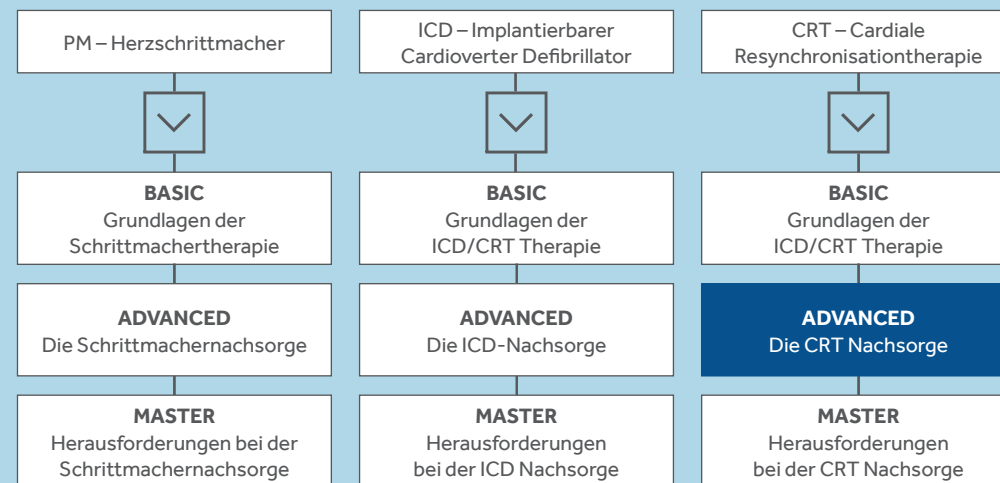 PM – Herzschrittmacher
ICD – Implantierbarer
Cardioverter Defibrillator
CRT – Cardiale
Resynchronisationtherapie
BASIC
Grundlagen der
Schrittmachertherapie
BASIC
Grundlagen der
ICD/CRT Therapie
BASIC
Grundlagen der
ICD/CRT Therapie
ADVANCED
Die Schrittmachernachsorge
ADVANCED
Die ICD-Nachsorge
ADVANCED
Die CRT Nachsorge
MASTER
Herausforderungen bei der
Schrittmachernachsorge
MASTER
Herausforderungen
bei der ICD Nachsorge
MASTER
Herausforderungen
bei der CRT Nachsorge